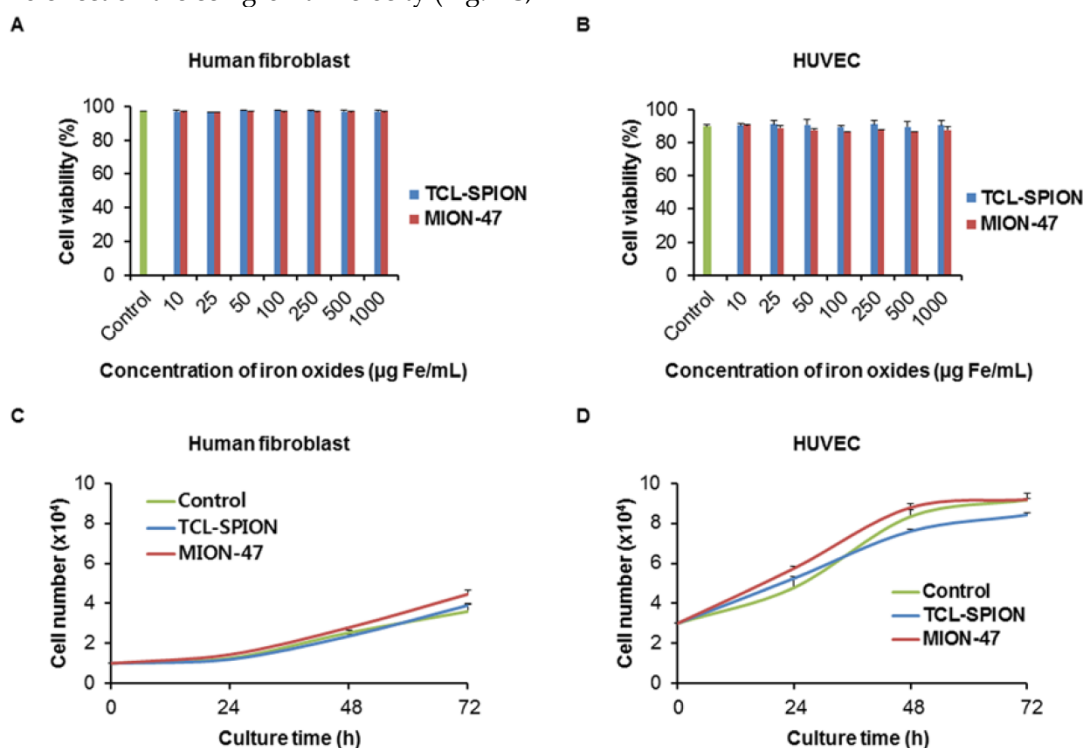 A
B
Human fibroblast
HUVEC
Cell viability (%)
100
80
60
40
20
0
Control
10
25
50
100
250
500
1000
TCL-SPION
MION-47
Concentration of iron oxides (µg Fe/mL)
Cell viability (%)
100
80
60
40
20
0
Control
10
25
50
100
250
500
1000
TCL-SPION
MION-47
Concentration of iron oxides (µg Fe/mL)
C
D
Human fibroblast
HUVEC
Cell number (x10⁴)
10
8
6
4
2
0
Control
TCL-SPION
MION-47
0
24
48
72
Culture time (h)
Cell number (x10⁴)
10
8
6
4
2
0
Control
TCL-SPION
MION-47
0
24
48
72
Culture time (h)